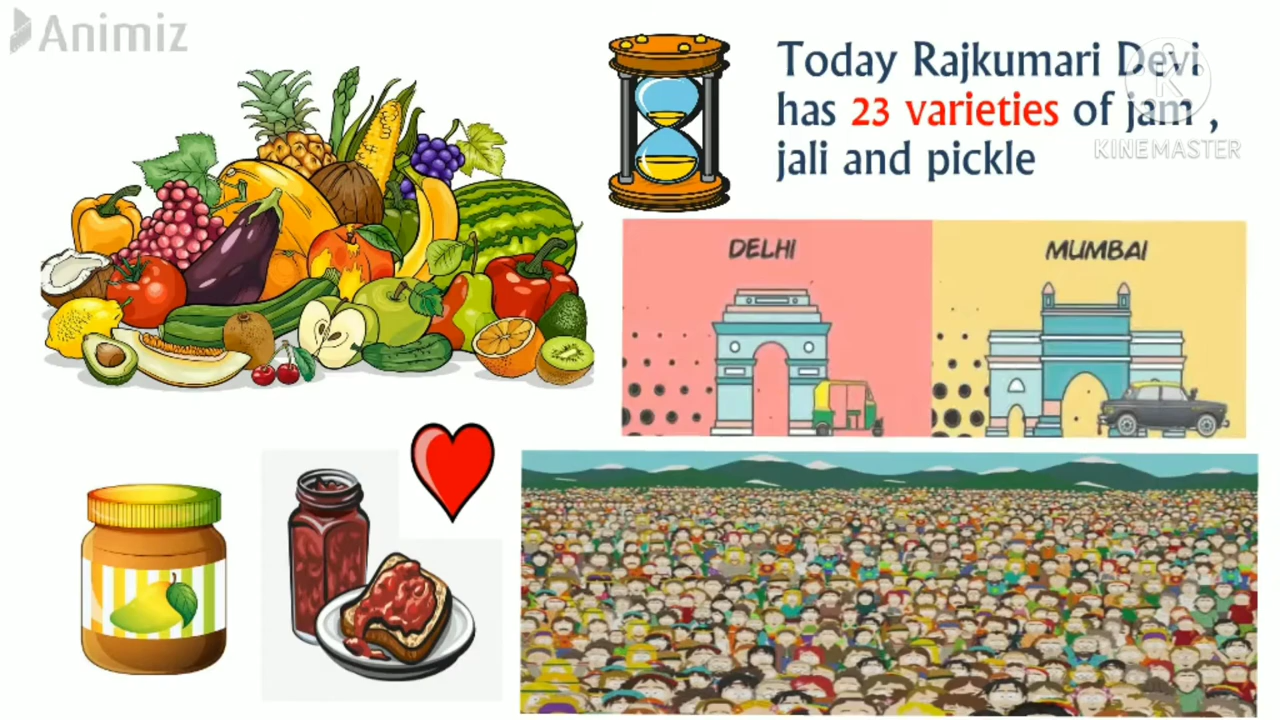 Animiz
Today Rajkumari Devi
has 23 varieties of jam ,
jali and pickle
K
KINEMASTER
DELHI
MUMBAI